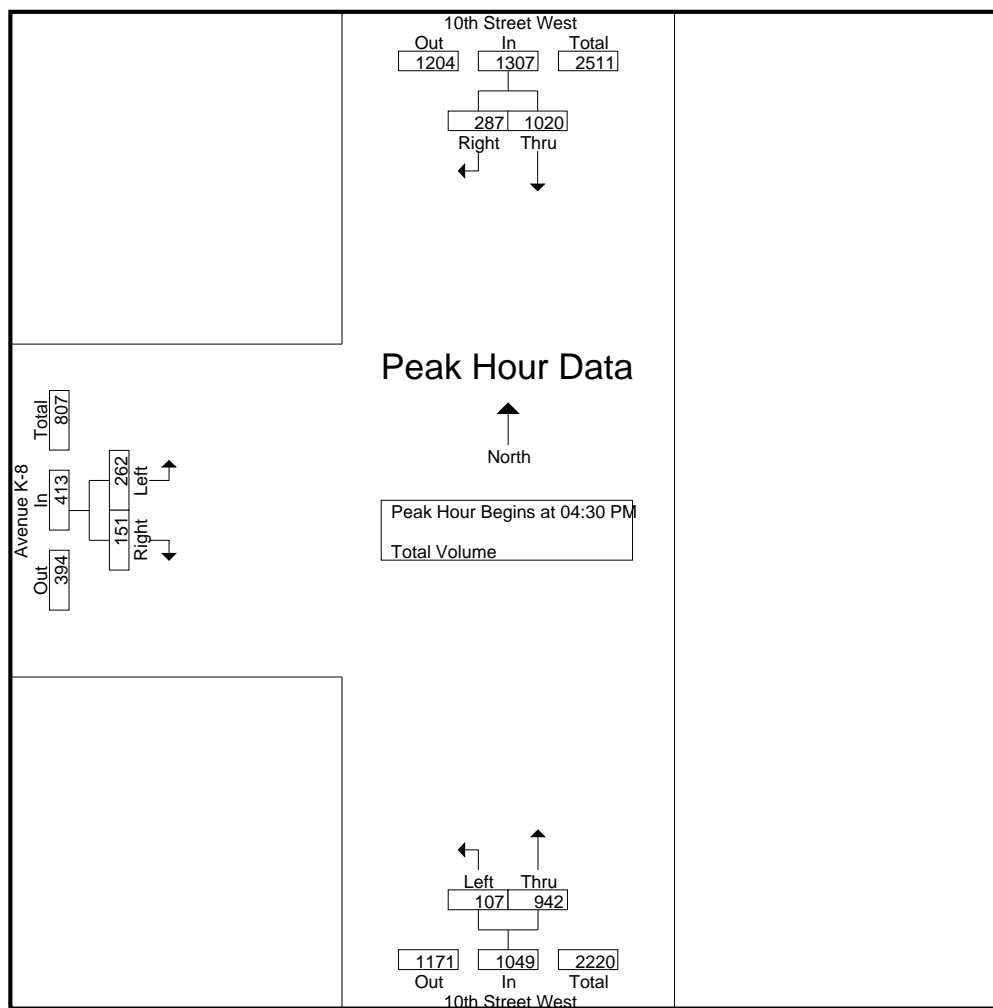 10th Street West
Out In Total
1204 1307 2511
287 1020
Right Thru
Peak Hour Data
North
Peak Hour Begins at 04:30 PM
Total Volume
Avenue K-8
Out In Total
394 413 807
151 262
Right Left
Left Thru
107 942
1171 1049 2220
Out In Total
10th Street West